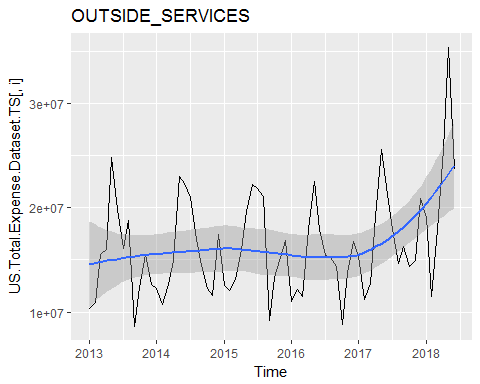 OUTSIDE_SERVICES
US.Total.Expense.Dataset.TS[, i]
3e+07
2e+07
1e+07
2013 2014 2015 2016 2017 2018
Time